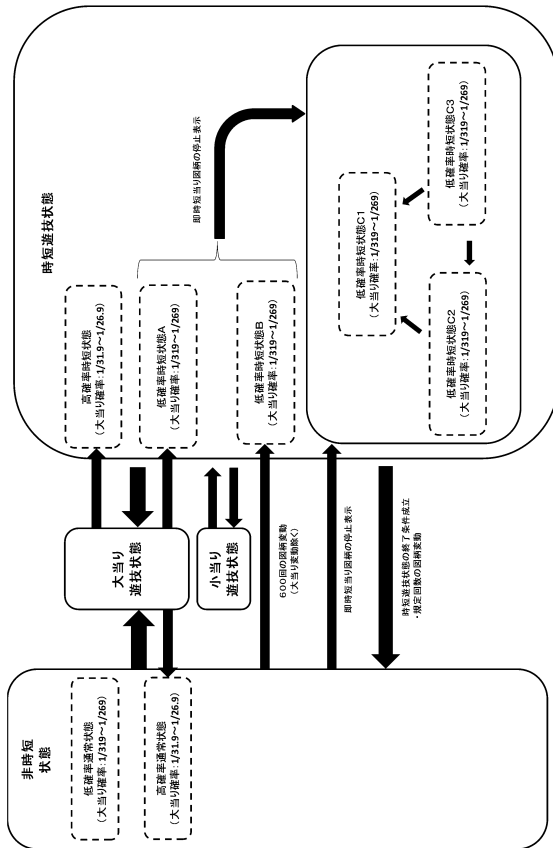 非時短
状態
低確率通常状態
（大当り確率：1/319～1/269）
高確率通常状態
（大当り確率：1/31.9～1/26.9）
大当り
遊技状態
小当り
遊技状態
600回の図柄変動
（大当り変動除く）
即時短当り図柄の停止表示
時短遊技状態の終了条件成立
・規定回数の図柄変動
時短遊技状態
高確率時短状態
（大当り確率：1/31.9～1/26.9）
低確率時短状態A
（大当り確率：1/319～1/269）
低確率時短状態B
（大当り確率：1/319～1/269）
即時短当り図柄の停止表示
低確率時短状態C1
（大当り確率：1/319～1/269）
低確率時短状態C2
（大当り確率：1/319～1/269）
低確率時短状態C3
（大当り確率：1/319～1/269）